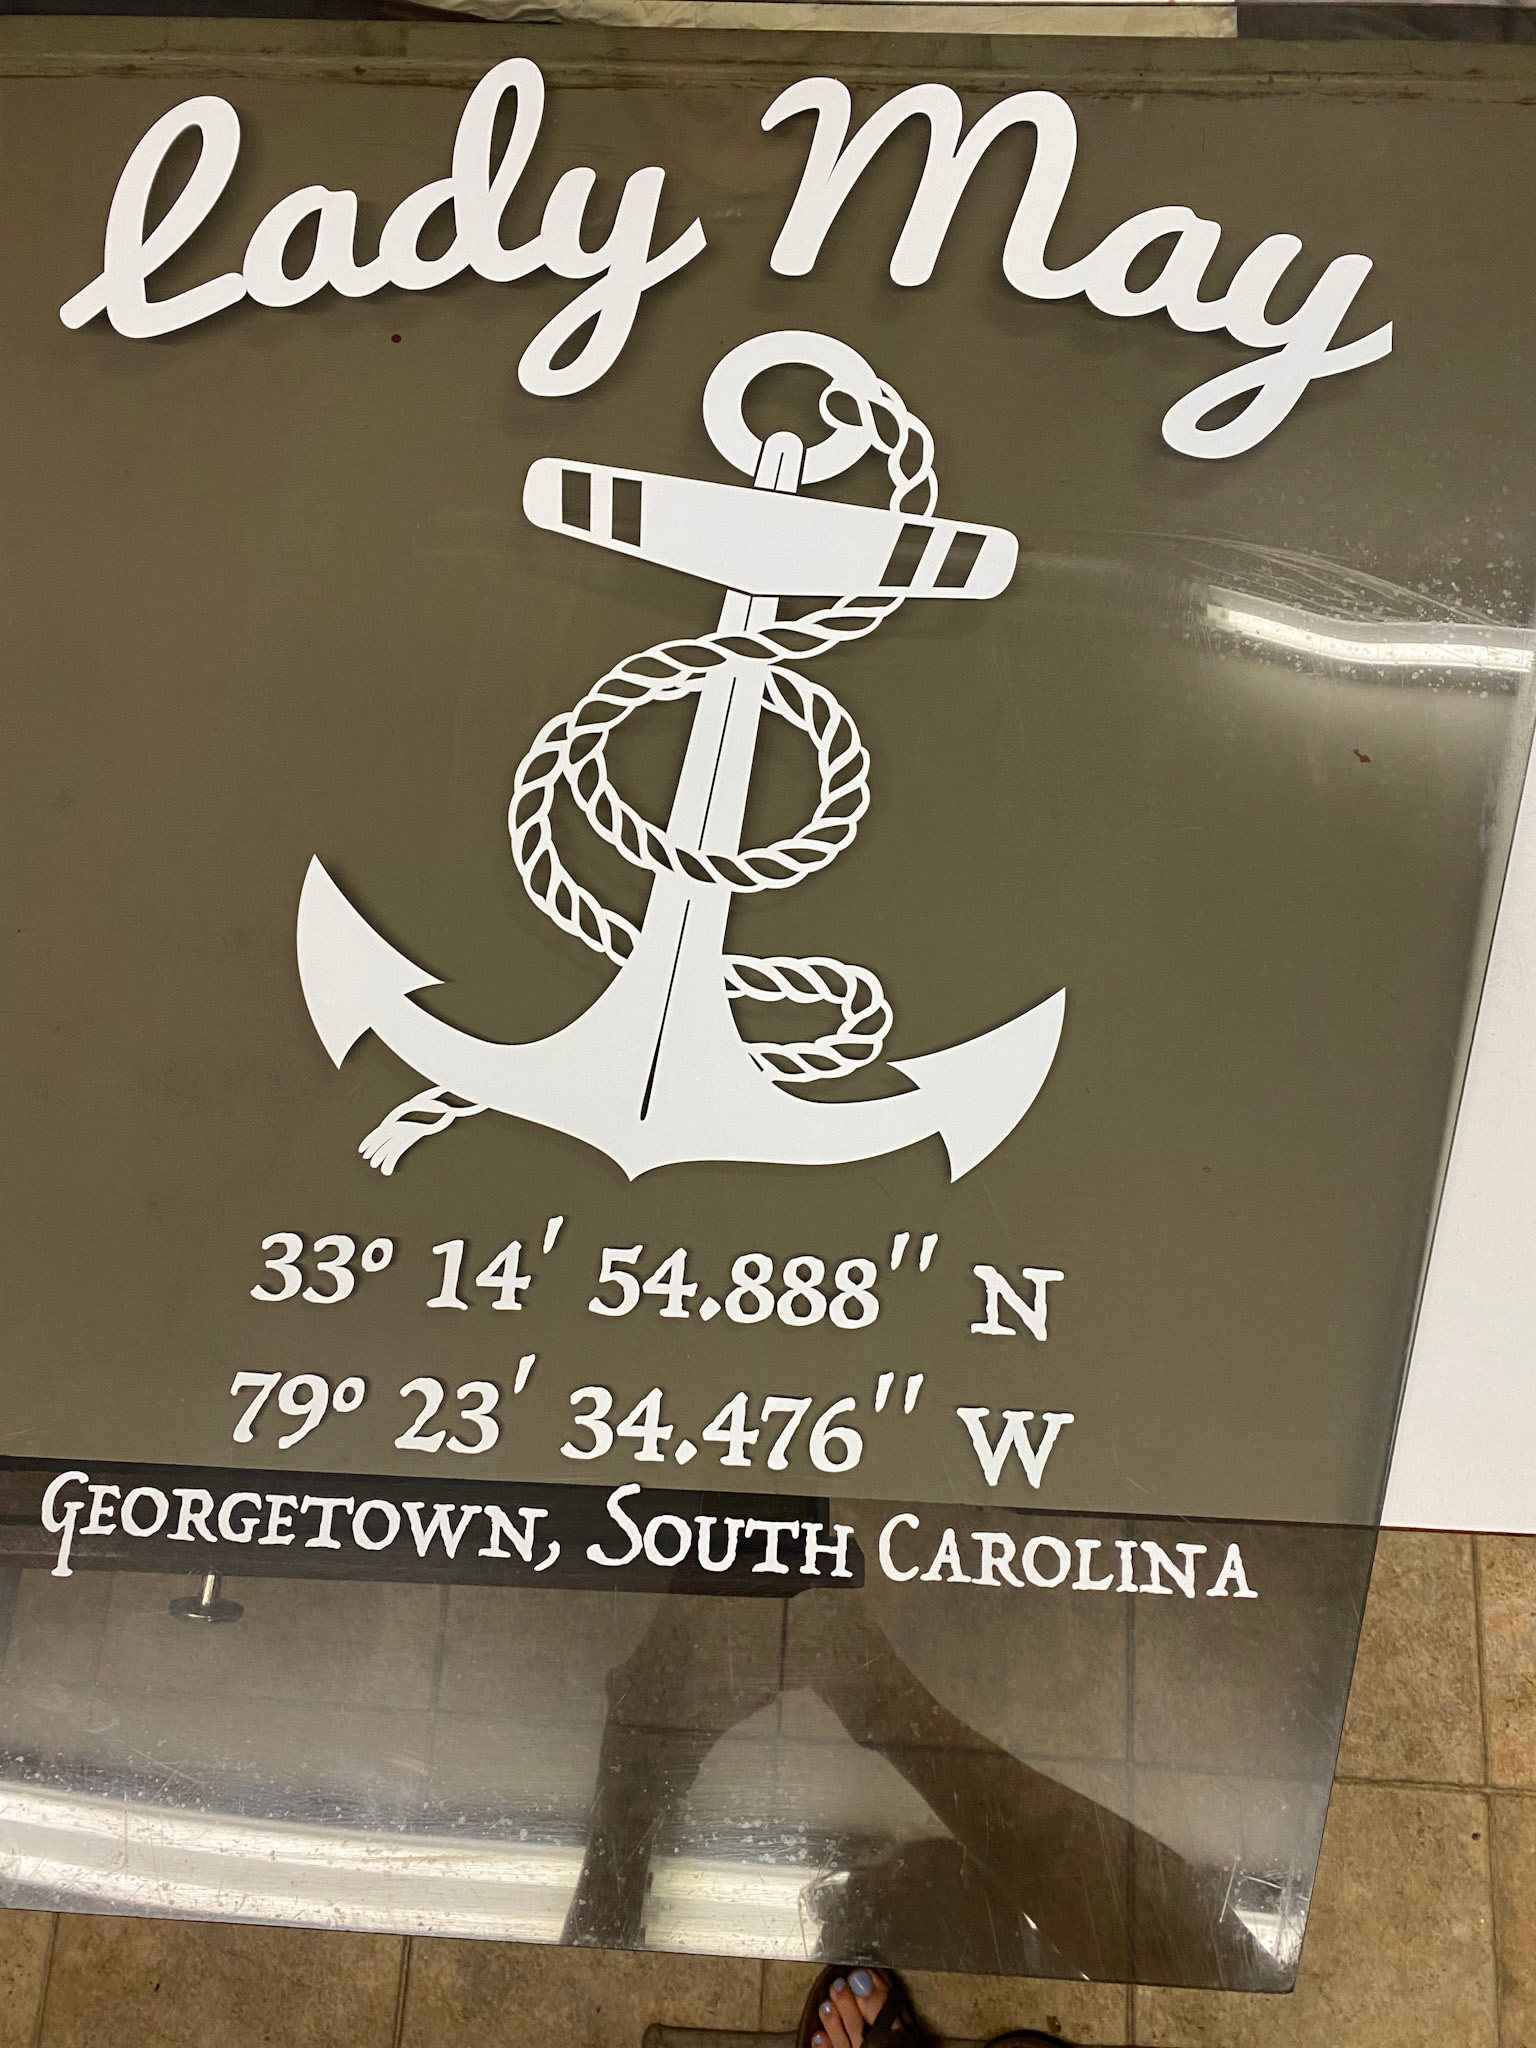 Lady May
33° 14' 54.888" N
79° 23' 34.476" W
Georgetown, South Carolina